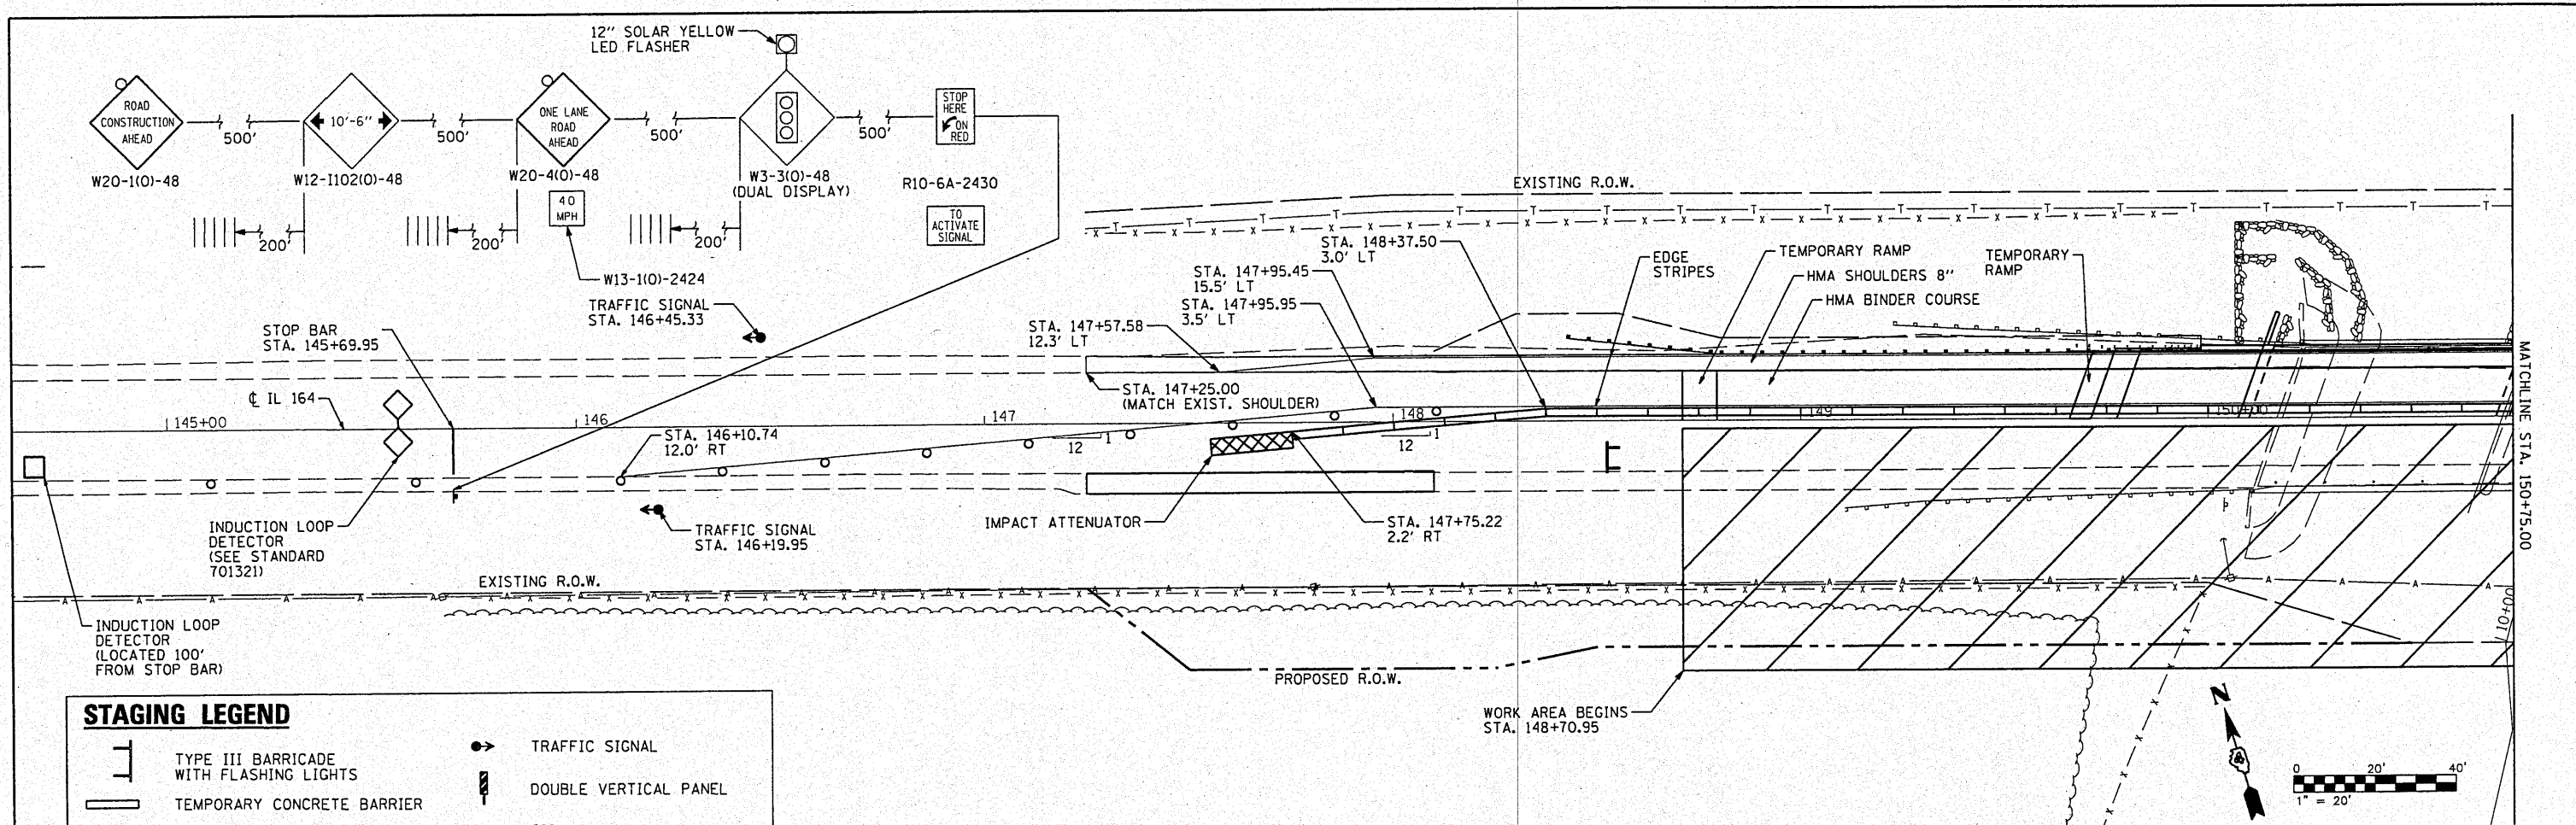 12" SOLAR YELLOW
LED FLASHER
ROAD
CONSTRUCTION
AHEAD
500'
10'-6"
500'
ONE LANE
ROAD
AHEAD
500'
500'
STOP
HERE
ON
RED
W20-1(O)-48
W12-I102(O)-48
W20-4(O)-48
W3-3(O)-48
(DUAL DISPLAY)
R10-6A-2430
40
MPH
TO
ACTIVATE
SIGNAL
200'
200'
200'
W13-1(O)-2424
EXISTING R.O.W.
T T T T T T T T T T T T T T T T T T T
TRAFFIC SIGNAL
STA. 146+45.33
STOP BAR
STA. 145+69.95
℄ IL 164
STA. 148+37.50
3.0' LT
STA. 147+95.45
15.5' LT
STA. 147+95.95
3.5' LT
STA. 147+57.58
12.3' LT
EDGE
STRIPES
TEMPORARY RAMP
HMA SHOULDERS 8"
HMA BINDER COURSE
TEMPORARY
RAMP
STA. 147+25.00
(MATCH EXIST. SHOULDER)
145+00
146
147
148
149
150+00
STA. 146+10.74
12.0' RT
1
12
1
12
INDUCTION LOOP
DETECTOR
(SEE STANDARD
701321)
TRAFFIC SIGNAL
STA. 146+19.95
IMPACT ATTENUATOR
STA. 147+75.22
2.2' RT
MATCHLINE STA. 150+75.00
EXISTING R.O.W.
INDUCTION LOOP
DETECTOR
(LOCATED 100'
FROM STOP BAR)
PROPOSED R.O.W.
WORK AREA BEGINS
STA. 148+70.95
10+00
N
0 20' 40'
1" = 20'
STAGING LEGEND
TYPE III BARRICADE
WITH FLASHING LIGHTS
TEMPORARY CONCRETE BARRIER
TRAFFIC SIGNAL
DOUBLE VERTICAL PANEL